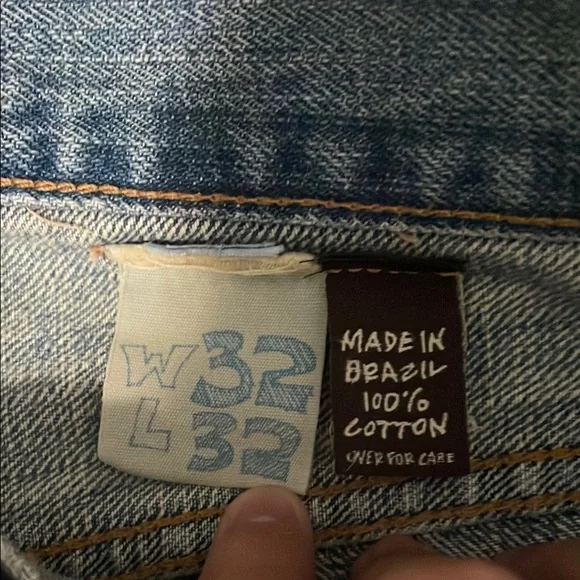 W 32
L 32
MADE IN
BRAZIL
100%
COTTON
OVER FOR CARE